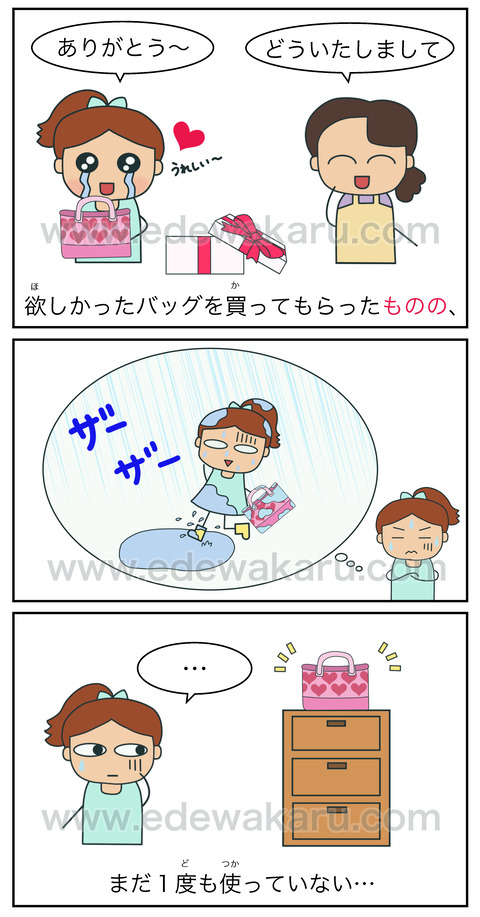 ありがとう〜
どういたしまして
うれしい〜
www.edewakaru.com
ほ か
欲しかったバッグを買ってもらったものの、
ザー
ザー
www.edewakaru.com
…
www.edewakaru.com
ど つか
まだ１度も使っていない…